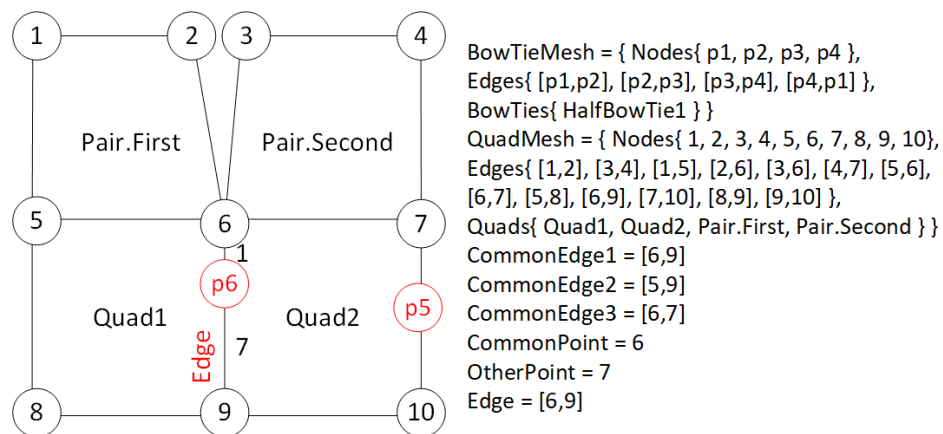 1 2 3 4
Pair.First Pair.Second
5 6 7
1
p6
p5
Quad1 Quad2
Edge 7
8 9 10
BowTieMesh = { Nodes{ p1, p2, p3, p4 },
Edges{ [p1,p2], [p2,p3], [p3,p4], [p4,p1] },
BowTies{ HalfBowTie1 } }
QuadMesh = { Nodes{ 1, 2, 3, 4, 5, 6, 7, 8, 9, 10},
Edges{ [1,2], [3,4], [1,5], [2,6], [3,6], [4,7], [5,6],
[6,7], [5,8], [6,9], [7,10], [8,9], [9,10] },
Quads{ Quad1, Quad2, Pair.First, Pair.Second } }
CommonEdge1 = [6,9]
CommonEdge2 = [5,9]
CommonEdge3 = [6,7]
CommonPoint = 6
OtherPoint = 7
Edge = [6,9]